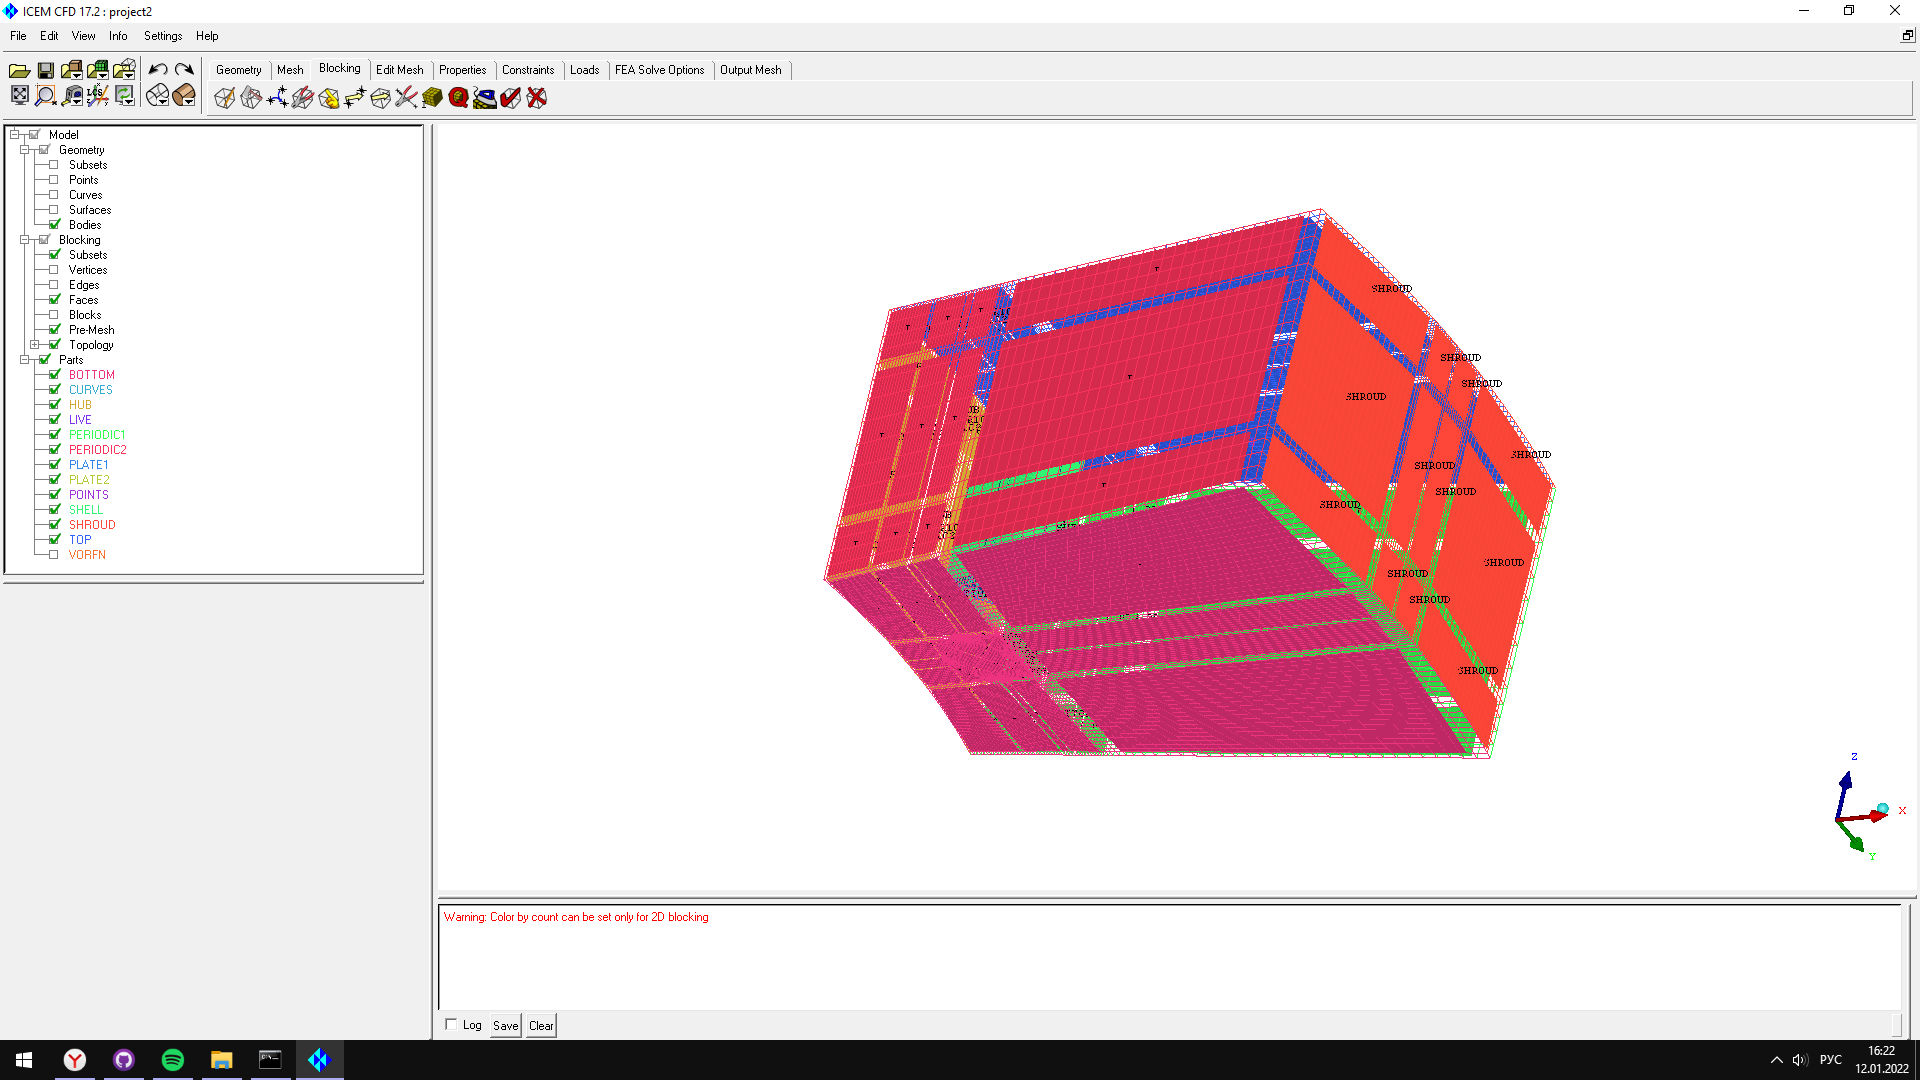 ICEM CFD 17.2 : project2
File Edit View Info Settings Help
Geometry Mesh Blocking Edit Mesh Properties Constraints Loads FEA Solve Options Output Mesh
Model
Geometry
Subsets
Points
Curves
Surfaces
Bodies
Blocking
Subsets
Vertices
Edges
Faces
Blocks
Pre-Mesh
Topology
Parts
BOTTOM
CURVES
HUB
LIVE
PERIODIC1
PERIODIC2
PLATE1
PLATE2
POINTS
SHELL
SHROUD
TOP
VORFN
SHROUD
SHROUD
SHROUD
SHROUD
SHROUD
SHROUD
SHROUD
SHROUD
SHROUD
SHROUD
SHROUD
SHROUD
Z
X
Y
Warning: Color by count can be set only for 2D blocking
Log Save Clear
РУС
16:22
12.01.2022